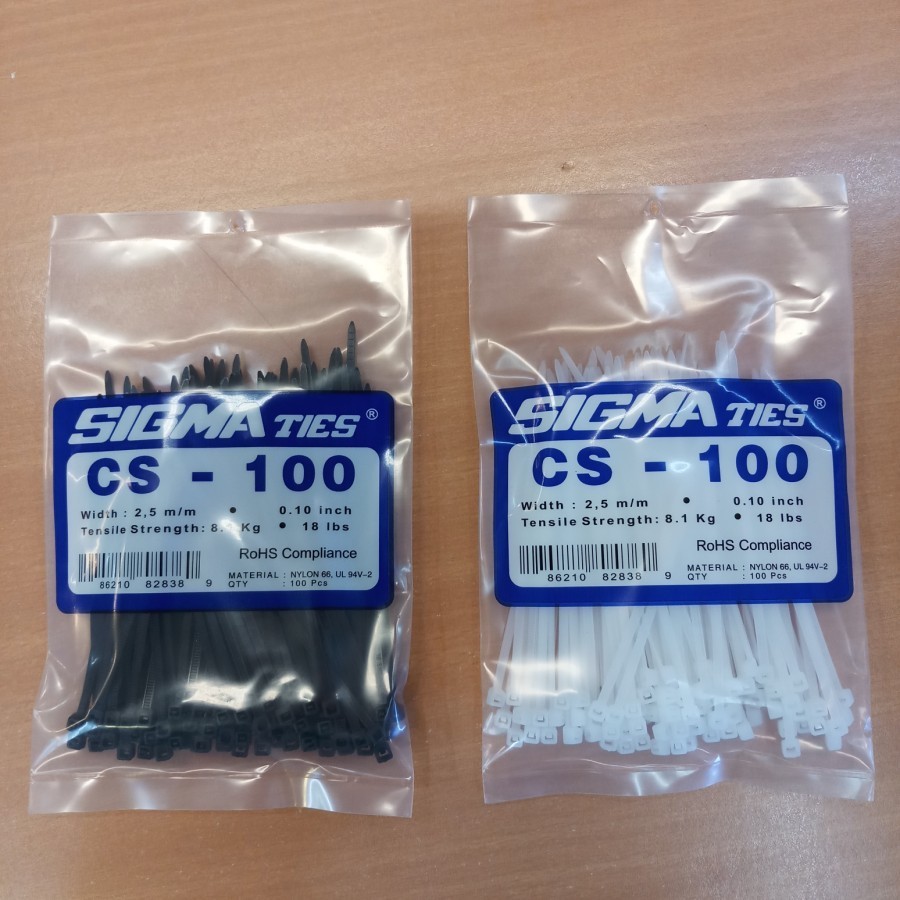 SIGMA TIES ®
CS - 100
Width : 2,5 m/m • 0.10 inch
Tensile Strength: 8.1 Kg • 18 lbs
RoHS Compliance
86210 82838 9
MATERIAL : NYLON 66, UL 94V-2
QTY : 100 Pcs
SIGMA TIES ®
CS - 100
Width : 2,5 m/m • 0.10 inch
Tensile Strength: 8.1 Kg • 18 lbs
RoHS Compliance
86210 82838 9
MATERIAL : NYLON 66, UL 94V-2
QTY : 100 Pcs